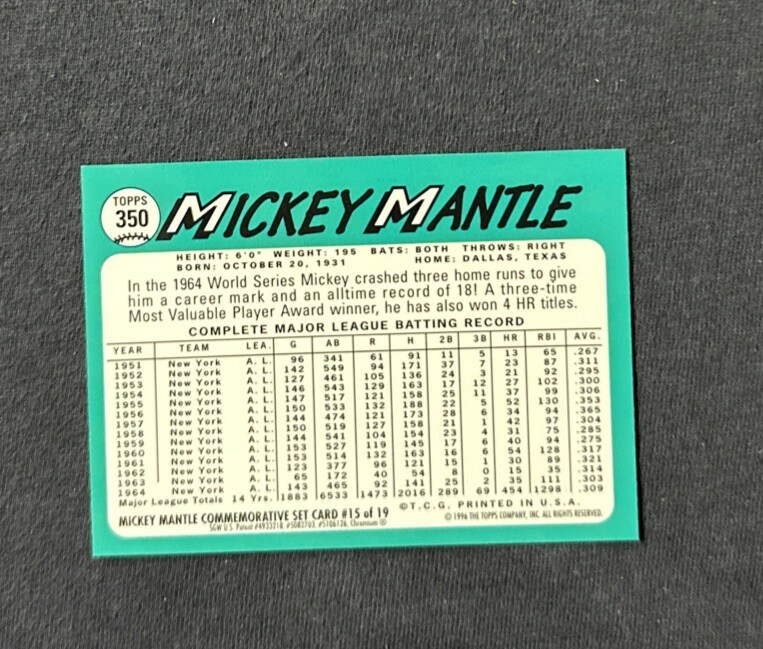 TOPPS
350
MICKEY MANTLE
HEIGHT: 6'0" WEIGHT: 195 BATS: BOTH THROWS: RIGHT
BORN: OCTOBER 20, 1931 HOME: DALLAS, TEXAS
In the 1964 World Series Mickey crashed three home runs to give
him a career mark and an alltime record of 18! A three-time
Most Valuable Player Award winner, he has also won 4 HR titles.
COMPLETE MAJOR LEAGUE BATTING RECORD
YEAR TEAM LEA. G AB R H 2B 3B HR RBI AVG.
1951 New York A. L. 96 341 61 91 11 5 13 65 .267
1952 New York A. L. 142 549 94 171 37 7 23 87 .311
1953 New York A. L. 127 461 105 136 24 3 21 92 .295
1954 New York A. L. 146 543 129 163 17 12 27 102 .300
1955 New York A. L. 147 517 121 158 25 11 37 99 .306
1956 New York A. L. 150 533 132 188 22 5 52 130 .353
1957 New York A. L. 144 474 121 173 28 6 34 94 .365
1958 New York A. L. 150 519 127 158 21 1 42 97 .304
1959 New York A. L. 144 541 104 154 23 4 31 75 .285
1960 New York A. L. 153 527 119 145 17 6 40 94 .275
1961 New York A. L. 153 514 132 163 16 6 54 128 .317
1962 New York A. L. 123 377 96 121 15 1 30 89 .321
1963 New York A. L. 65 172 40 54 8 0 15 35 .314
1964 New York A. L. 143 465 92 141 25 2 35 111 .303
Major League Totals 14 Yrs. 1883 6533 1473 2016 289 69 454 1298 .309
©T.C.G. PRINTED IN U.S.A.
MICKEY MANTLE COMMEMORATIVE SET CARD #15 of 19
© 1996 THE TOPPS COMPANY, INC. ALL RIGHTS RESERVED.
U.S. Patent #4933218, #5082703, #5106126, Chromium ®